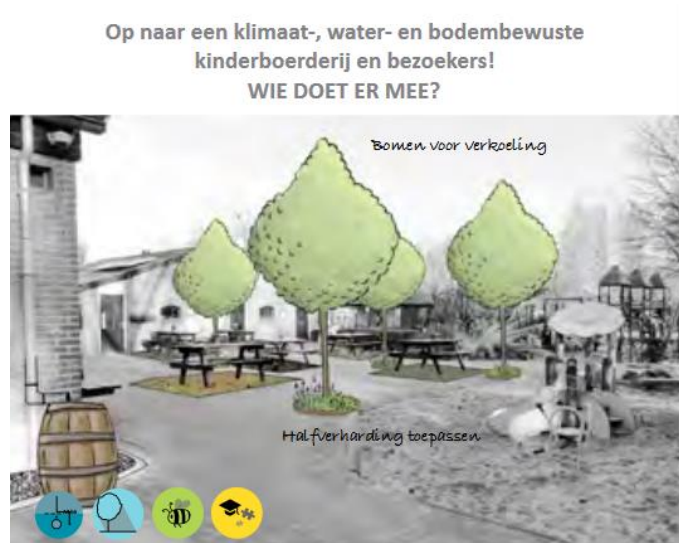 Op naar een klimaat-, water- en bodembewuste
kinderboerderij en bezoekers!
WIE DOET ER MEE?
Bomen voor verkoeling
Halfverharding toepassen